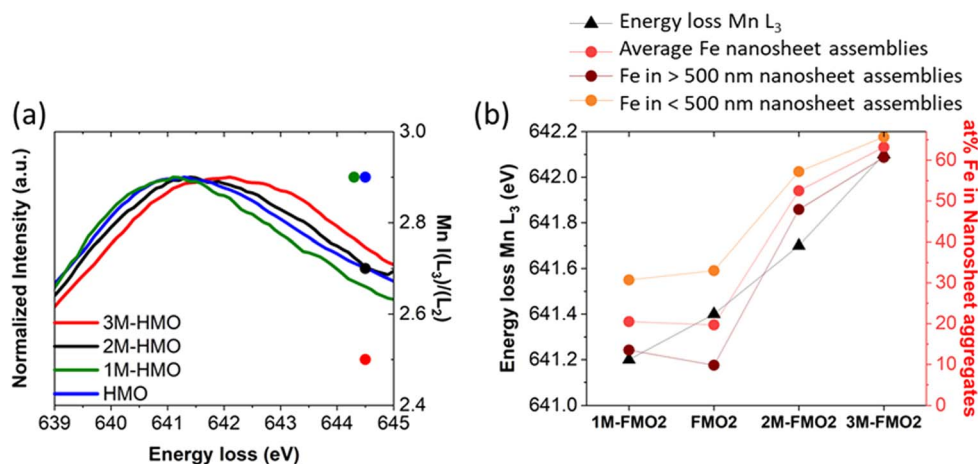 Energy loss Mn L₃
Average Fe nanosheet assemblies
Fe in > 500 nm nanosheet assemblies
Fe in < 500 nm nanosheet assemblies
(a)
Normalized Intensity (a.u.)
3M-HMO
2M-HMO
1M-HMO
HMO
639 640 641 642 643 644 645
Energy loss (eV)
3.0
2.8
2.6
2.4
Mn I(L₃)/(L₂)
(b)
Energy loss Mn L₃ (eV)
642.2
642.0
641.8
641.6
641.4
641.2
641.0
1M-FMO2 FMO2 2M-FMO2 3M-FMO2
60
50
40
30
20
10
0
at% Fe in Nanosheet aggregates